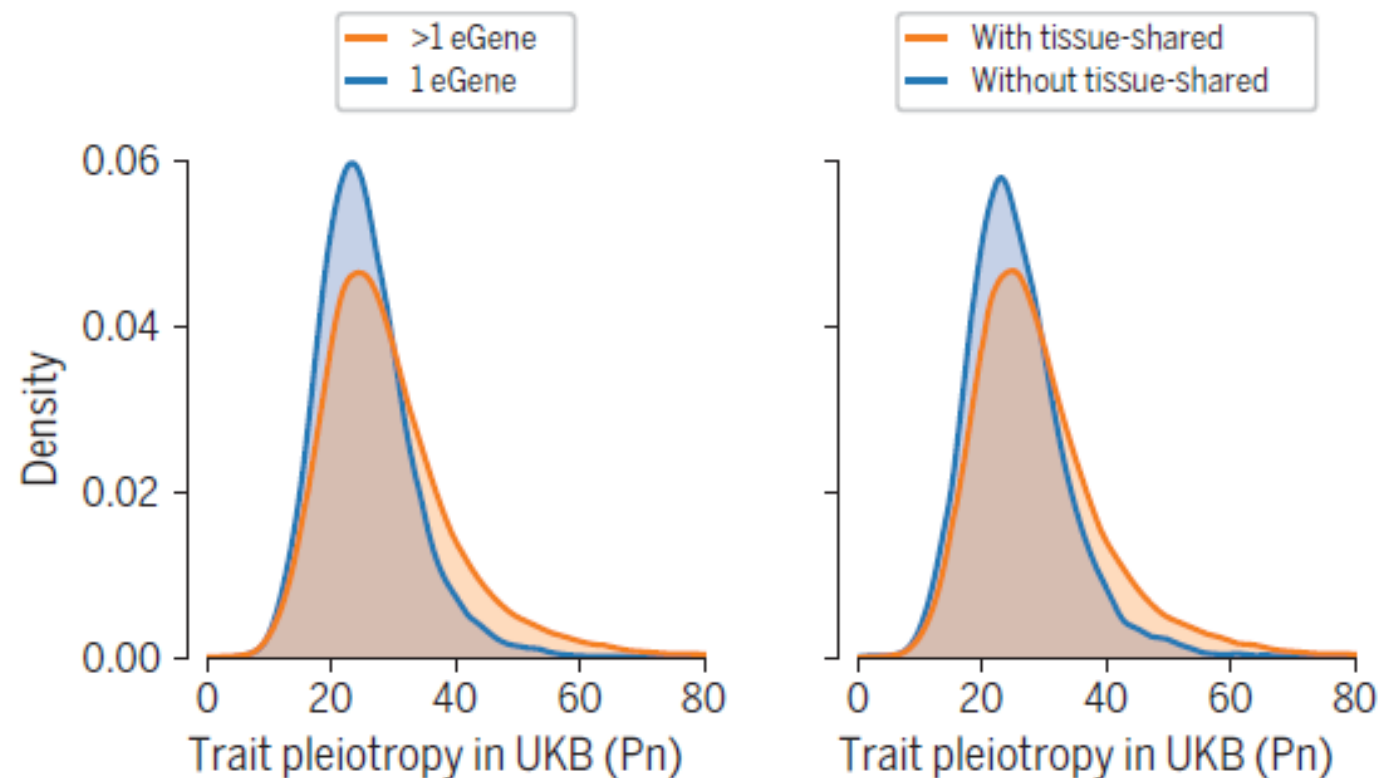 >1 eGene
1 eGene
With tissue-shared
Without tissue-shared
Density
0.06
0.04
0.02
0.00
0 20 40 60 80
Trait pleiotropy in UKB (Pn)
0 20 40 60 80
Trait pleiotropy in UKB (Pn)